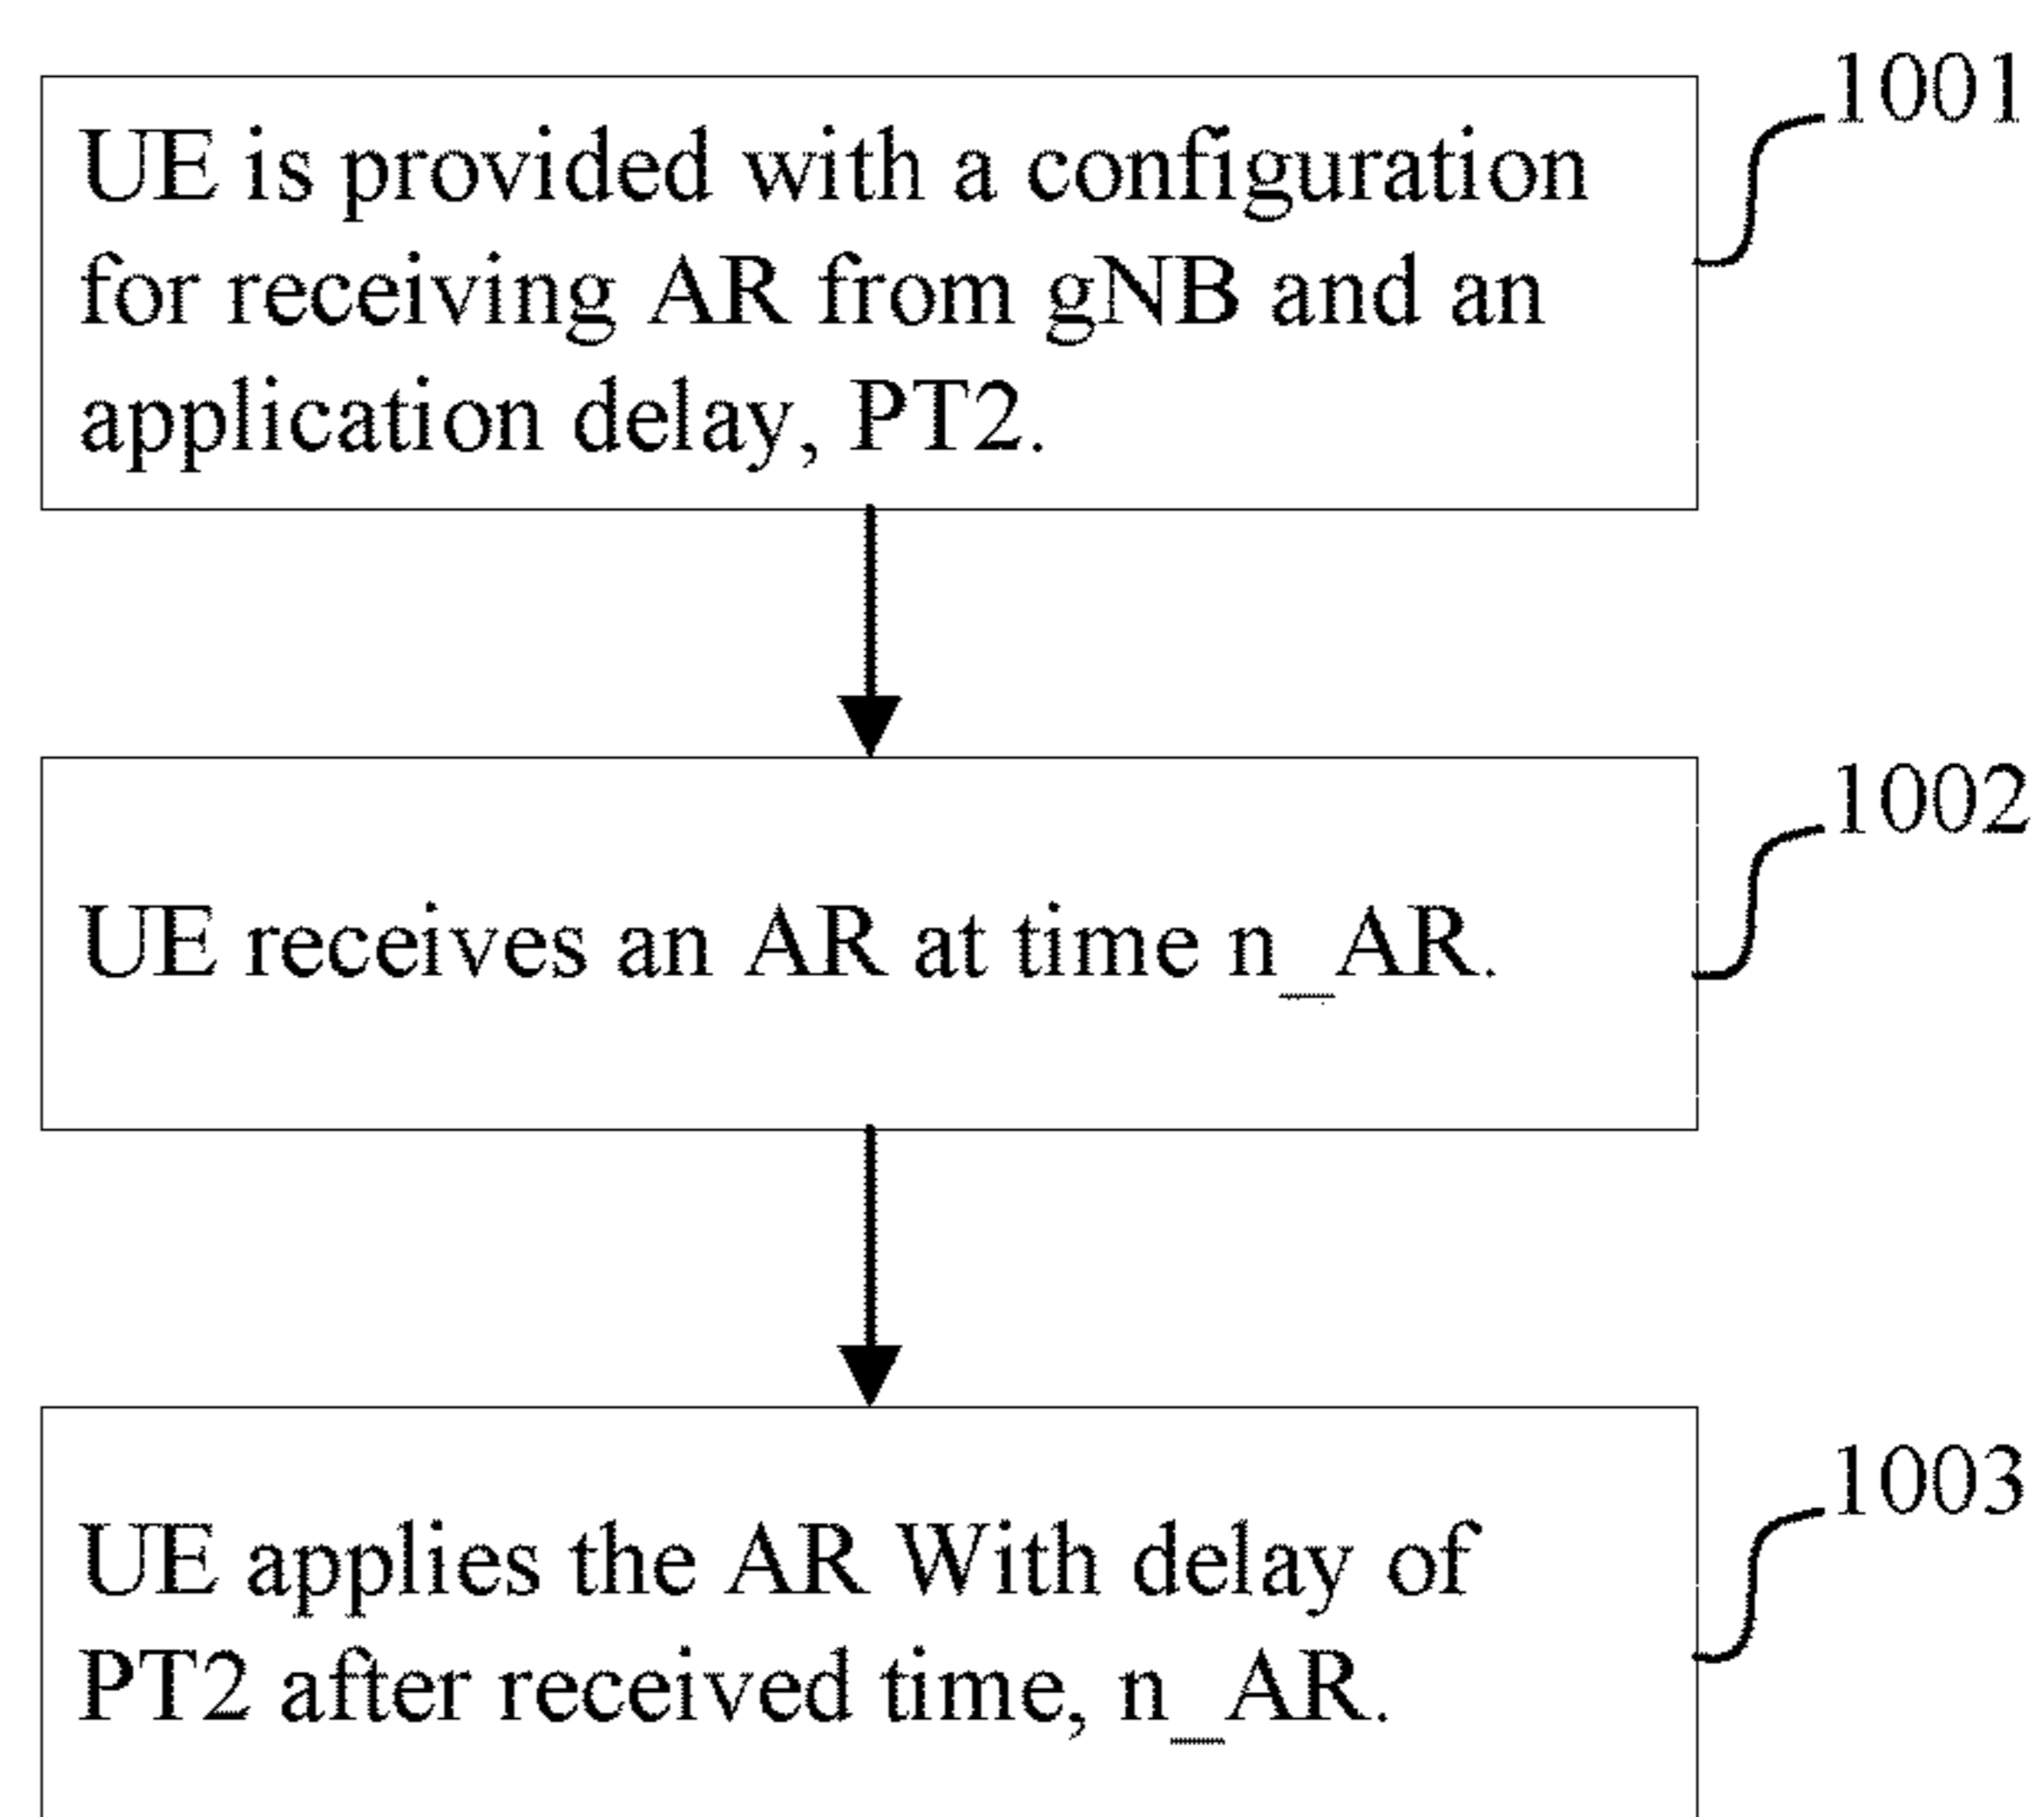 1001
UE is provided with a configuration
for receiving AR from gNB and an
application delay, PT2.
1002
UE receives an AR at time n_AR.
1003
UE applies the AR With delay of
PT2 after received time, n_AR.